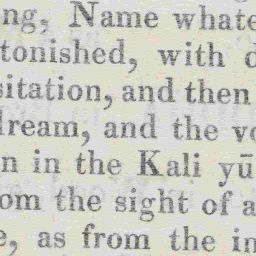 ng, Name whate
tonished, with d
sitation, and then
dream, and the vo
n in the Kali yū
om the sight of a
e, as from the in